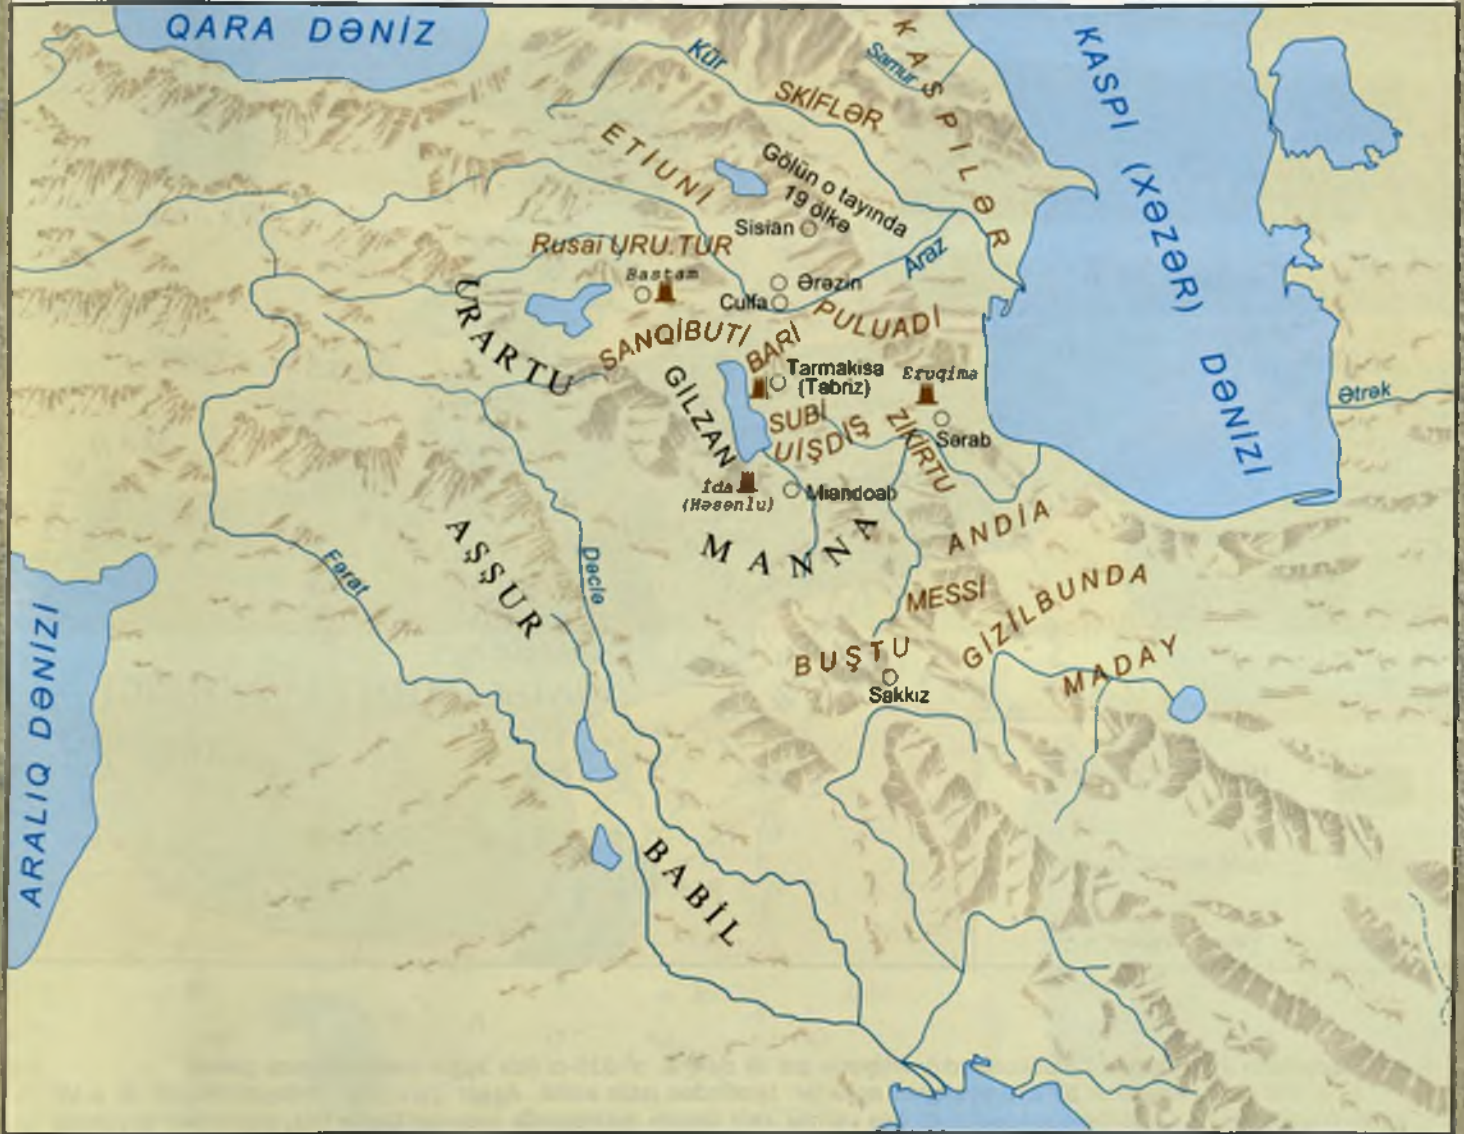 QARA DƏNİZ
KASPİ (XƏZƏR) DƏNİZİ
KASPİLƏR
Samur
Kür
SKİFLƏR
ETİUNİ
Gölün o tayında
19 ölkə
Sisian
Araz
Rusai URU.TUR
Bastam
Ərəzin
Culfa
PULUADİ
URARTU
SANQİBUTİ
BARİ
GİLZAN
Tarmakisa
(Təbriz)
Eruqima
Ətrək
SUBİ
UİŞDİŞ
ZİKİRTU
Sərab
İda
(Həsənlu)
Miandoab
MANNA
ANDİA
AŞŞUR
Fərat
Dəclə
MESSİ
GİZİLBUNDA
BUŞTU
MADAY
Sakkız
ARALIQ DƏNİZİ
BABİL